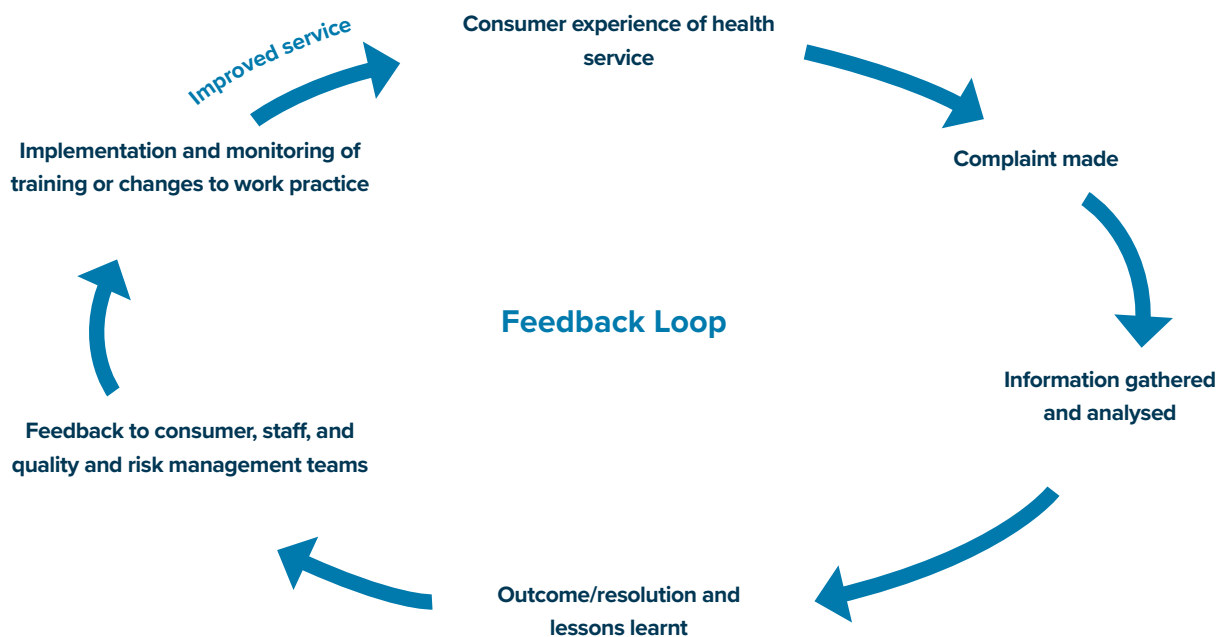 Improved service
Consumer experience of health
service
Complaint made
Information gathered
and analysed
Outcome/resolution and
lessons learnt
Feedback to consumer, staff, and
quality and risk management teams
Implementation and monitoring of
training or changes to work practice
Feedback Loop